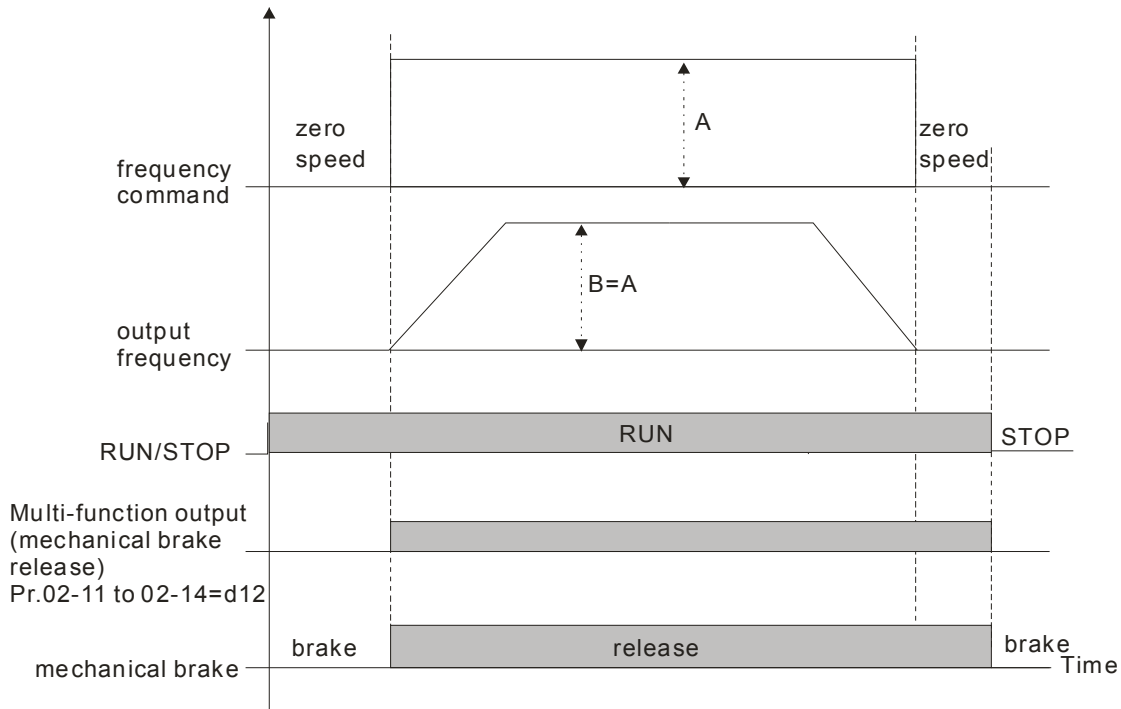 zero
speed
A
zero
speed
frequency
command
B=A
output
frequency
RUN
RUN/STOP
STOP
Multi-function output
(mechanical brake
release)
Pr.02-11 to 02-14=d12
brake
release
brake
mechanical brake
Time